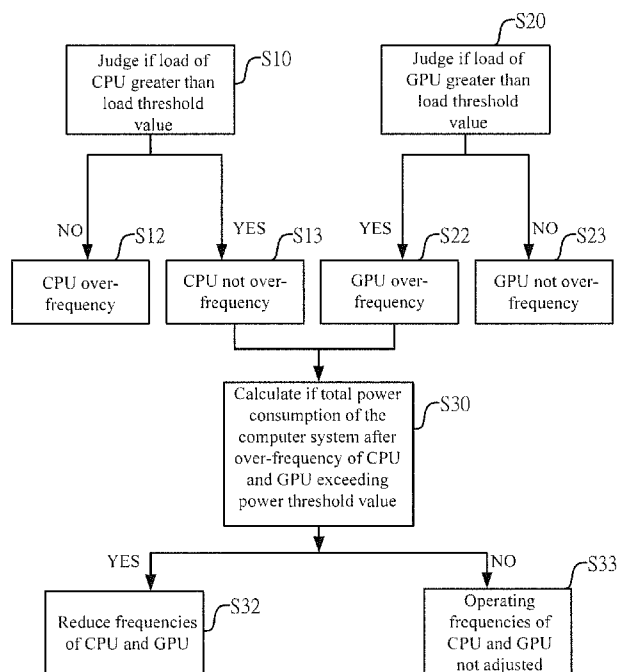 S20
Judge if load of
CPU greater than
load threshold
value
S10
Judge if load of
GPU greater than
load threshold
value
NO
S12
YES
S13
YES
S22
NO
S23
CPU over-
frequency
CPU not over-
frequency
GPU over-
frequency
GPU not over-
frequency
Calculate if total power
consumption of the
computer system after
over-frequency of CPU
and GPU exceeding
power threshold value
S30
YES
NO
S33
Reduce frequencies
of CPU and GPU
S32
Operating
frequencies of
CPU and GPU
not adjusted